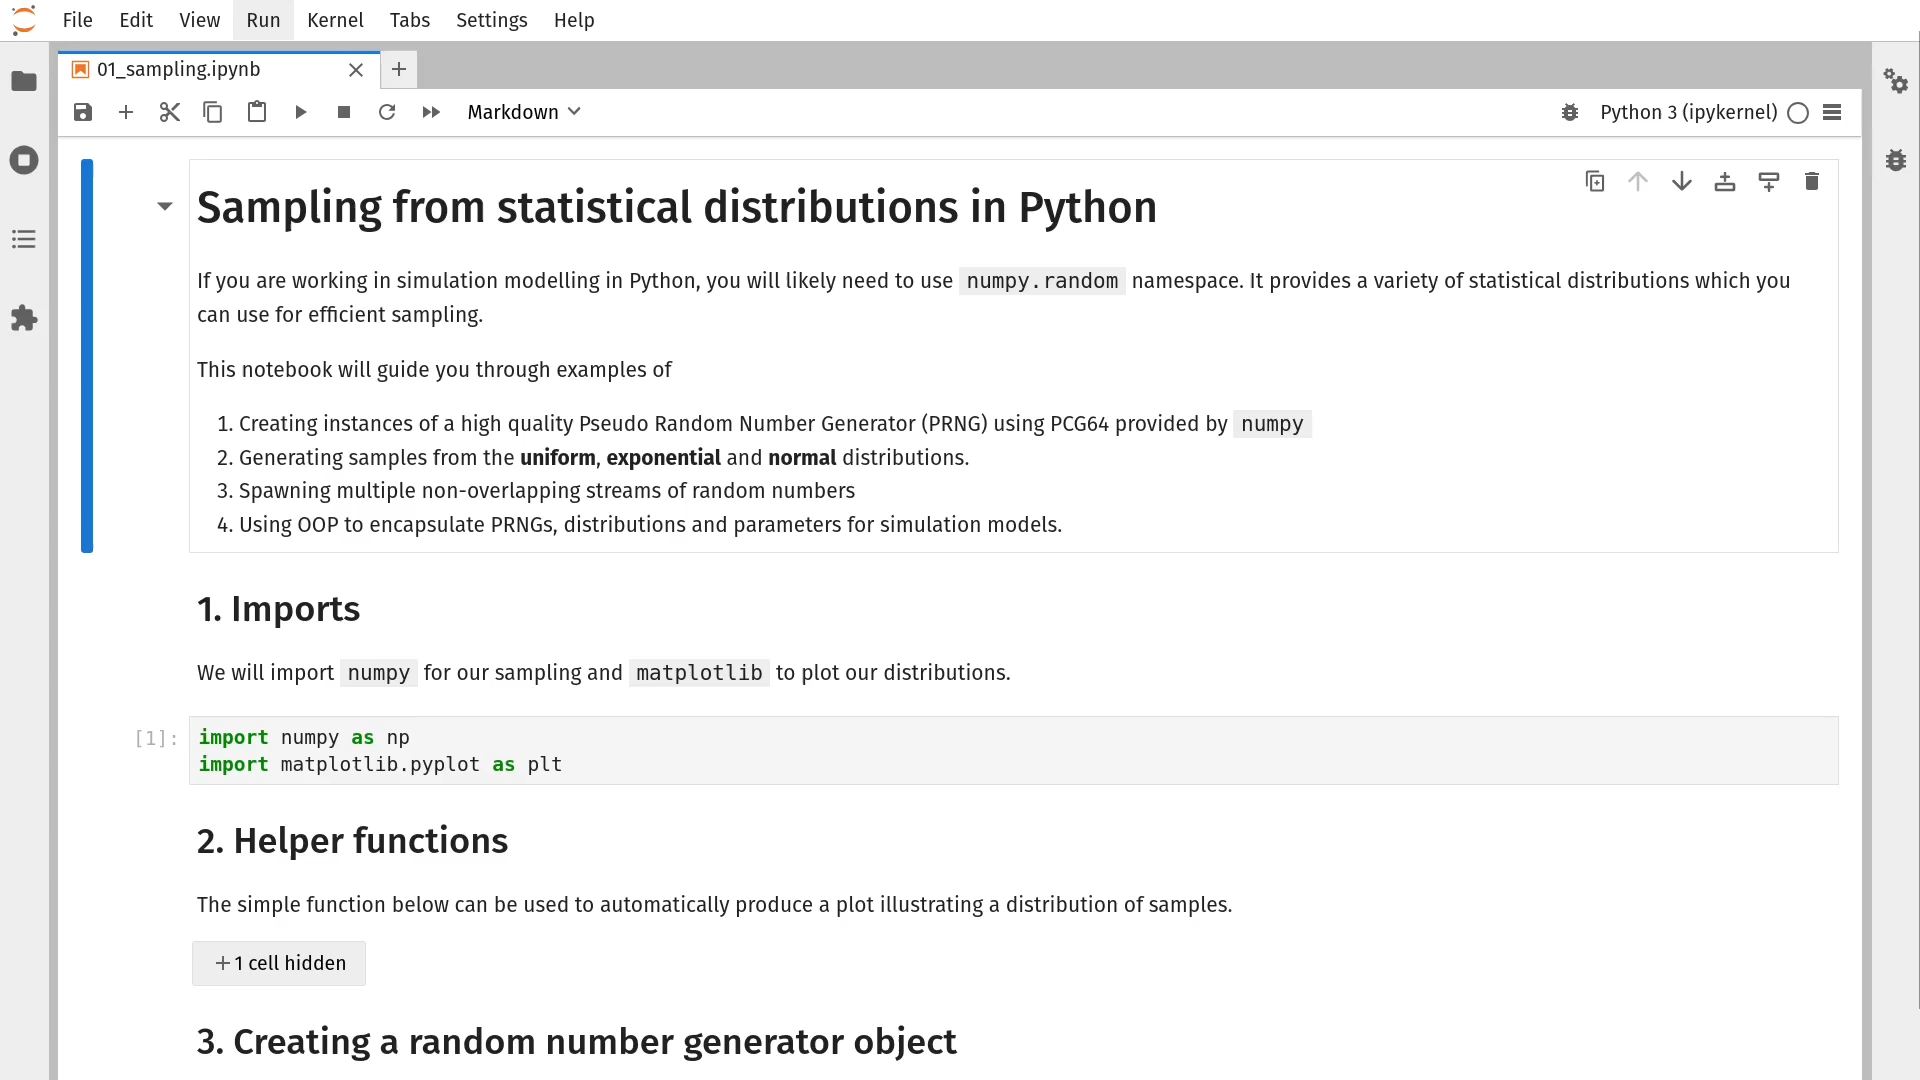 File Edit View Run Kernel Tabs Settings Help
01_sampling.ipynb
Markdown
Python 3 (ipykernel)
Sampling from statistical distributions in Python
If you are working in simulation modelling in Python, you will likely need to use numpy.random namespace. It provides a variety of statistical distributions which you
can use for efficient sampling.
This notebook will guide you through examples of
1. Creating instances of a high quality Pseudo Random Number Generator (PRNG) using PCG64 provided by numpy
2. Generating samples from the uniform, exponential and normal distributions.
3. Spawning multiple non-overlapping streams of random numbers
4. Using OOP to encapsulate PRNGs, distributions and parameters for simulation models.
1. Imports
We will import numpy for our sampling and matplotlib to plot our distributions.
[1]: import numpy as np
import matplotlib.pyplot as plt
2. Helper functions
The simple function below can be used to automatically produce a plot illustrating a distribution of samples.
+ 1 cell hidden
3. Creating a random number generator object